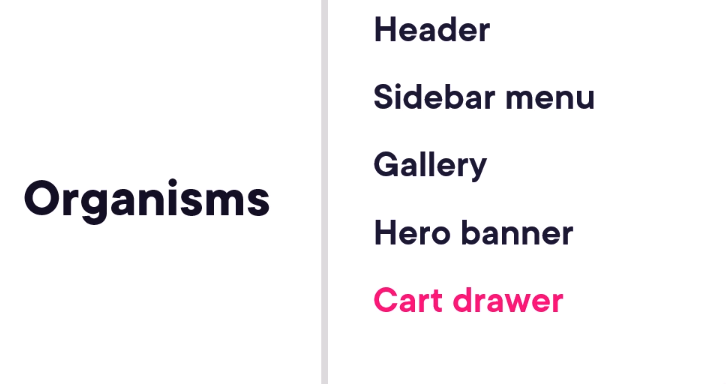 Organisms
Header
Sidebar menu
Gallery
Hero banner
Cart drawer